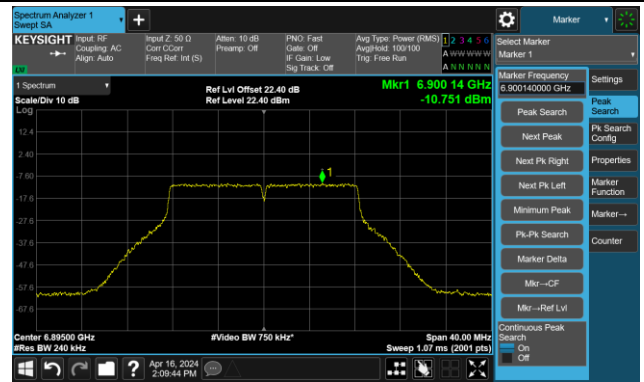 Spectrum Analyzer 1
Swept SA
Marker
KEYSIGHT
Input: RF
Coupling: AC
Align: Auto
Input Z: 50 Ω
Corr CCorr
Freq Ref: Int (S)
Atten: 10 dB
Preamp: Off
PNO: Fast
Gate: Off
IF Gain: Low
Sig Track: Off
Avg Type: Power (RMS)
Avg|Hold: 100/100
Trig: Free Run
1 2 3 4 5 6
A W W W W W
A N N N N N
LW
Select Marker
Marker 1
1 Spectrum
Scale/Div 10 dB
Ref Lvl Offset 22.40 dB
Ref Level 22.40 dBm
Mkr1 6.900 14 GHz
-10.751 dBm
Log
12.4
2.40
-7.60
-17.6
-27.6
-37.6
-47.6
-57.6
-67.6
1
Center 6.89500 GHz
#Res BW 240 kHz
#Video BW 750 kHz*
Span 40.00 MHz
Sweep 1.07 ms (2001 pts)
Marker Frequency
6.900140000 GHz
Peak Search
Next Peak
Next Pk Right
Next Pk Left
Minimum Peak
Pk-Pk Search
Marker Delta
Mkr→CF
Mkr→Ref Lvl
Continuous Peak
Search
On
Off
Settings
Peak
Search
Pk Search
Config
Properties
Marker
Function
Marker→
Counter
?
Apr 16, 2024
2:09:44 PM